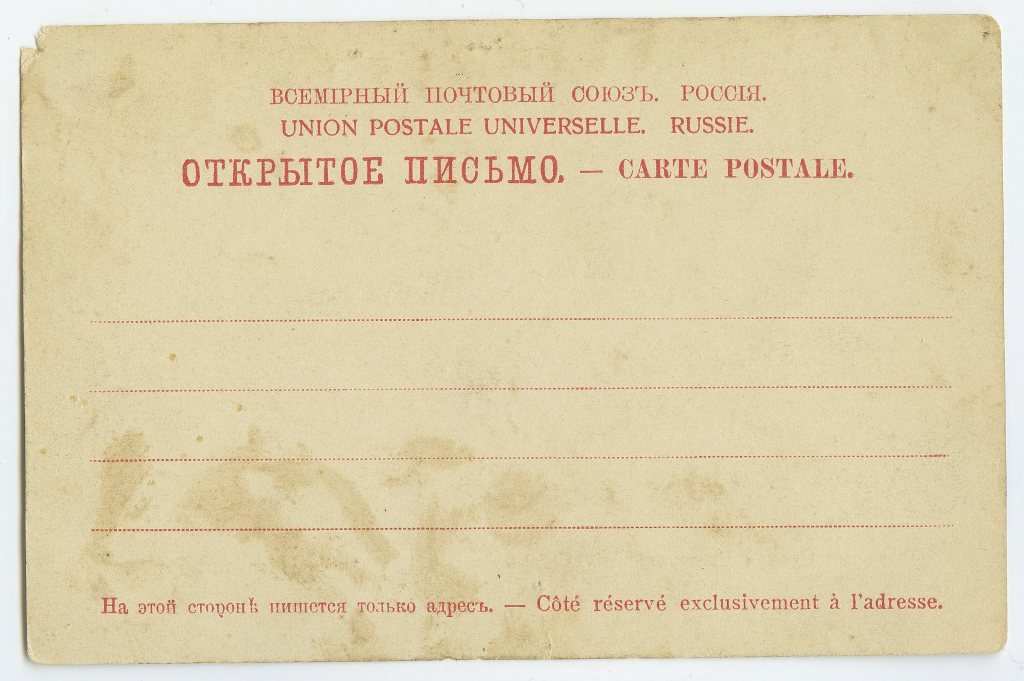 ВСЕМІРНЫЙ ПОЧТОВЫЙ СОЮЗЪ. РОССІЯ.
UNION POSTALE UNIVERSELLE. RUSSIE.
ОТКРЫТОЕ ПИСЬМО. — CARTE POSTALE.
На этой сторонѣ пишется только адресъ. — Côté réservé exclusivement à l'adresse.